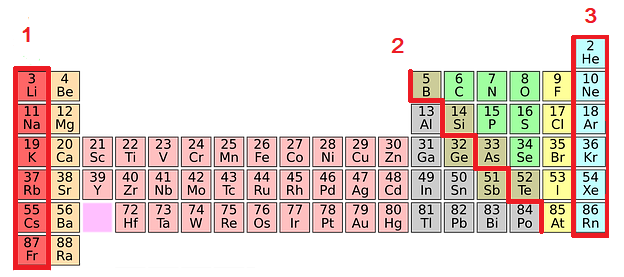 1
2
3
2
He
3 4 5 6 7 8 9 10
Li Be B C N O F Ne
11 12 13 14 15 16 17 18
Na Mg Al Si P S Cl Ar
19 20 21 22 23 24 25 26 27 28 29 30 31 32 33 34 35 36
K Ca Sc Ti V Cr Mn Fe Co Ni Cu Zn Ga Ge As Se Br Kr
37 38 39 40 41 42 43 44 45 46 47 48 49 50 51 52 53 54
Rb Sr Y Zr Nb Mo Tc Ru Rh Pd Ag Cd In Sn Sb Te I Xe
55 56 72 73 74 75 76 77 78 79 80 81 82 83 84 85 86
Cs Ba Hf Ta W Re Os Ir Pt Au Hg Tl Pb Bi Po At Rn
87 88
Fr Ra